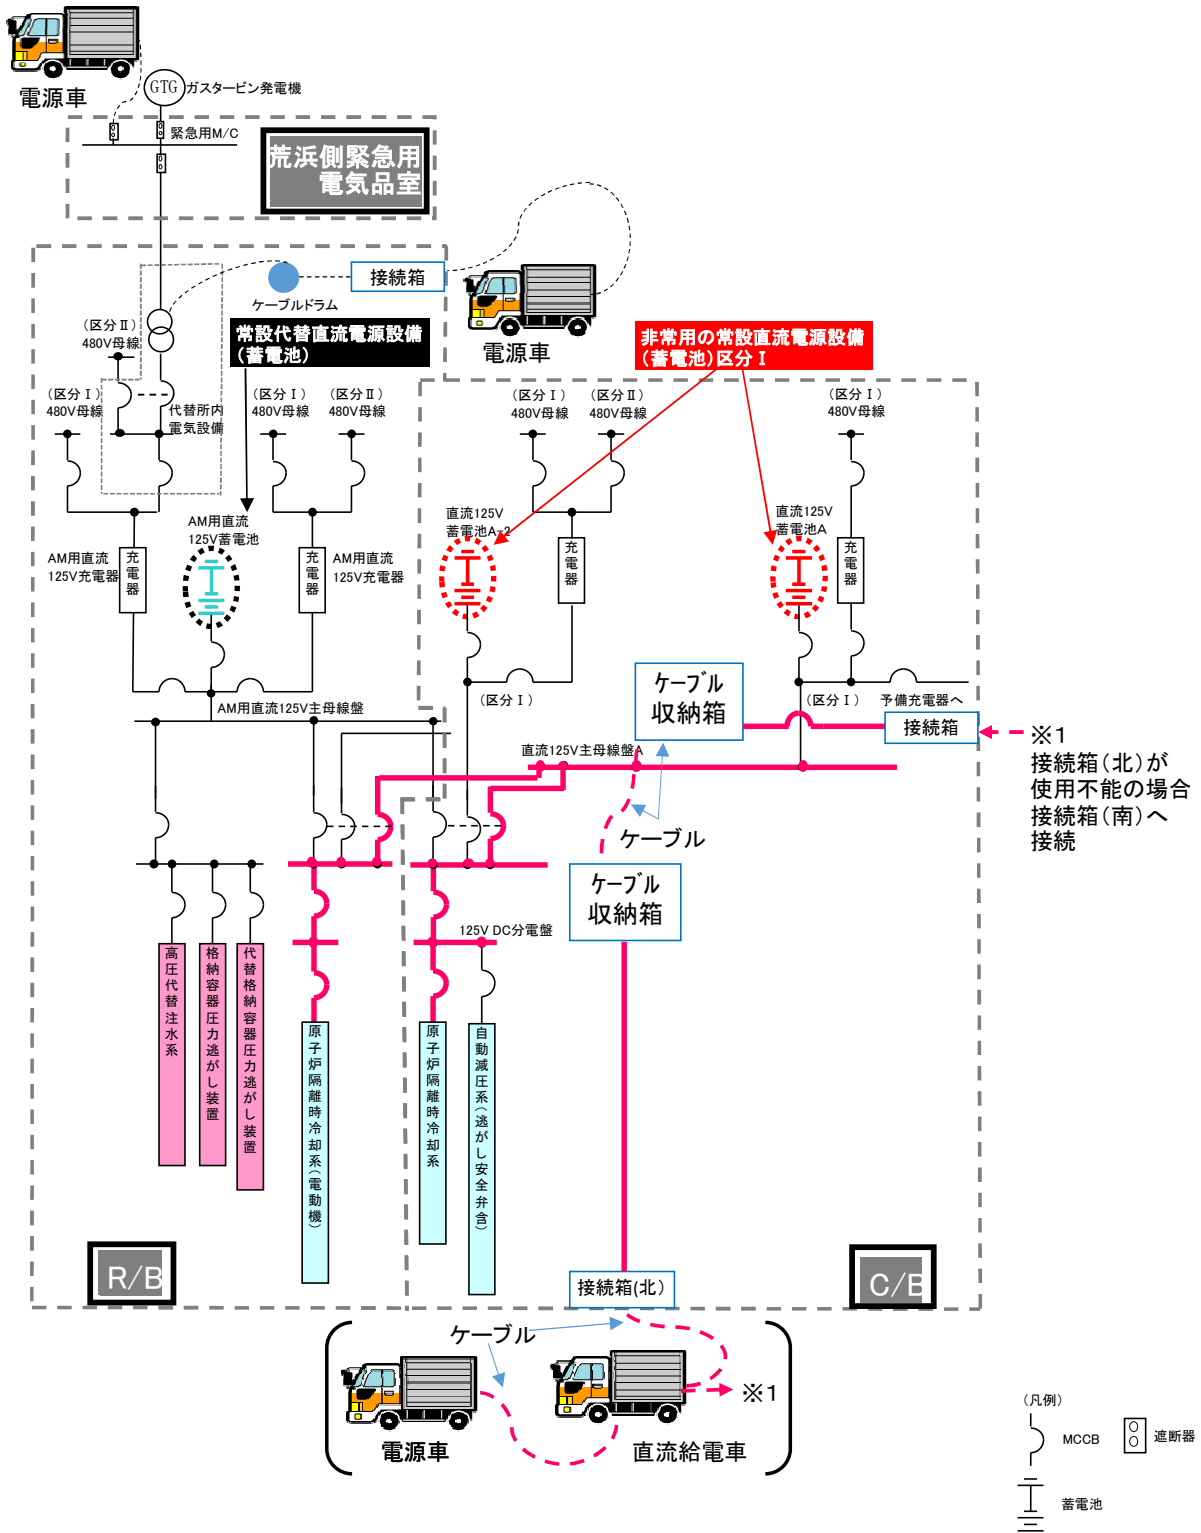 電源車
GTG
ガスタービン発電機
緊急用M/C
荒浜側緊急用
電気品室
接続箱
ケーブルドラム
電源車
常設代替直流電源設備
(蓄電池)
非常用の常設直流電源設備
(蓄電池)区分Ⅰ
(区分Ⅱ)
480V母線
(区分Ⅰ)
480V母線
代替所内
電気設備
(区分Ⅰ)
480V母線
(区分Ⅱ)
480V母線
(区分Ⅰ)
480V母線
(区分Ⅱ)
480V母線
(区分Ⅰ)
480V母線
AM用直流
125V充電器
充電器
AM用直流
125V蓄電池
充電器
AM用直流
125V充電器
直流125V
蓄電池A-2
充電器
直流125V
蓄電池A
充電器
AM用直流125V主母線盤
(区分Ⅰ)
ケーブル
収納箱
(区分Ⅰ)
予備充電器へ
接続箱
直流125V主母線盤A
※1
接続箱(北)が
使用不能の場合
接続箱(南)へ
接続
ケーブル
ケーブル
収納箱
125V DC分電盤
高圧代替注水系
格納容器圧力逃がし装置
代替格納容器圧力逃がし装置
原子炉隔離時冷却系(電動機)
原子炉隔離時冷却系
自動減圧系(逃がし安全弁含)
R/B
接続箱(北)
C/B
ケーブル
電源車
直流給電車
※1
(凡例)
MCCB
遮断器
蓄電池